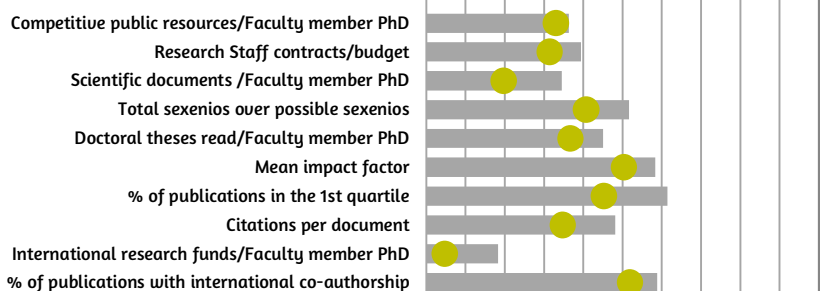 Competitive public resources/Faculty member PhD
Research Staff contracts/budget
Scientific documents /Faculty member PhD
Total sexenios over possible sexenios
Doctoral theses read/Faculty member PhD
Mean impact factor
% of publications in the 1st quartile
Citations per document
International research funds/Faculty member PhD
% of publications with international co-authorship